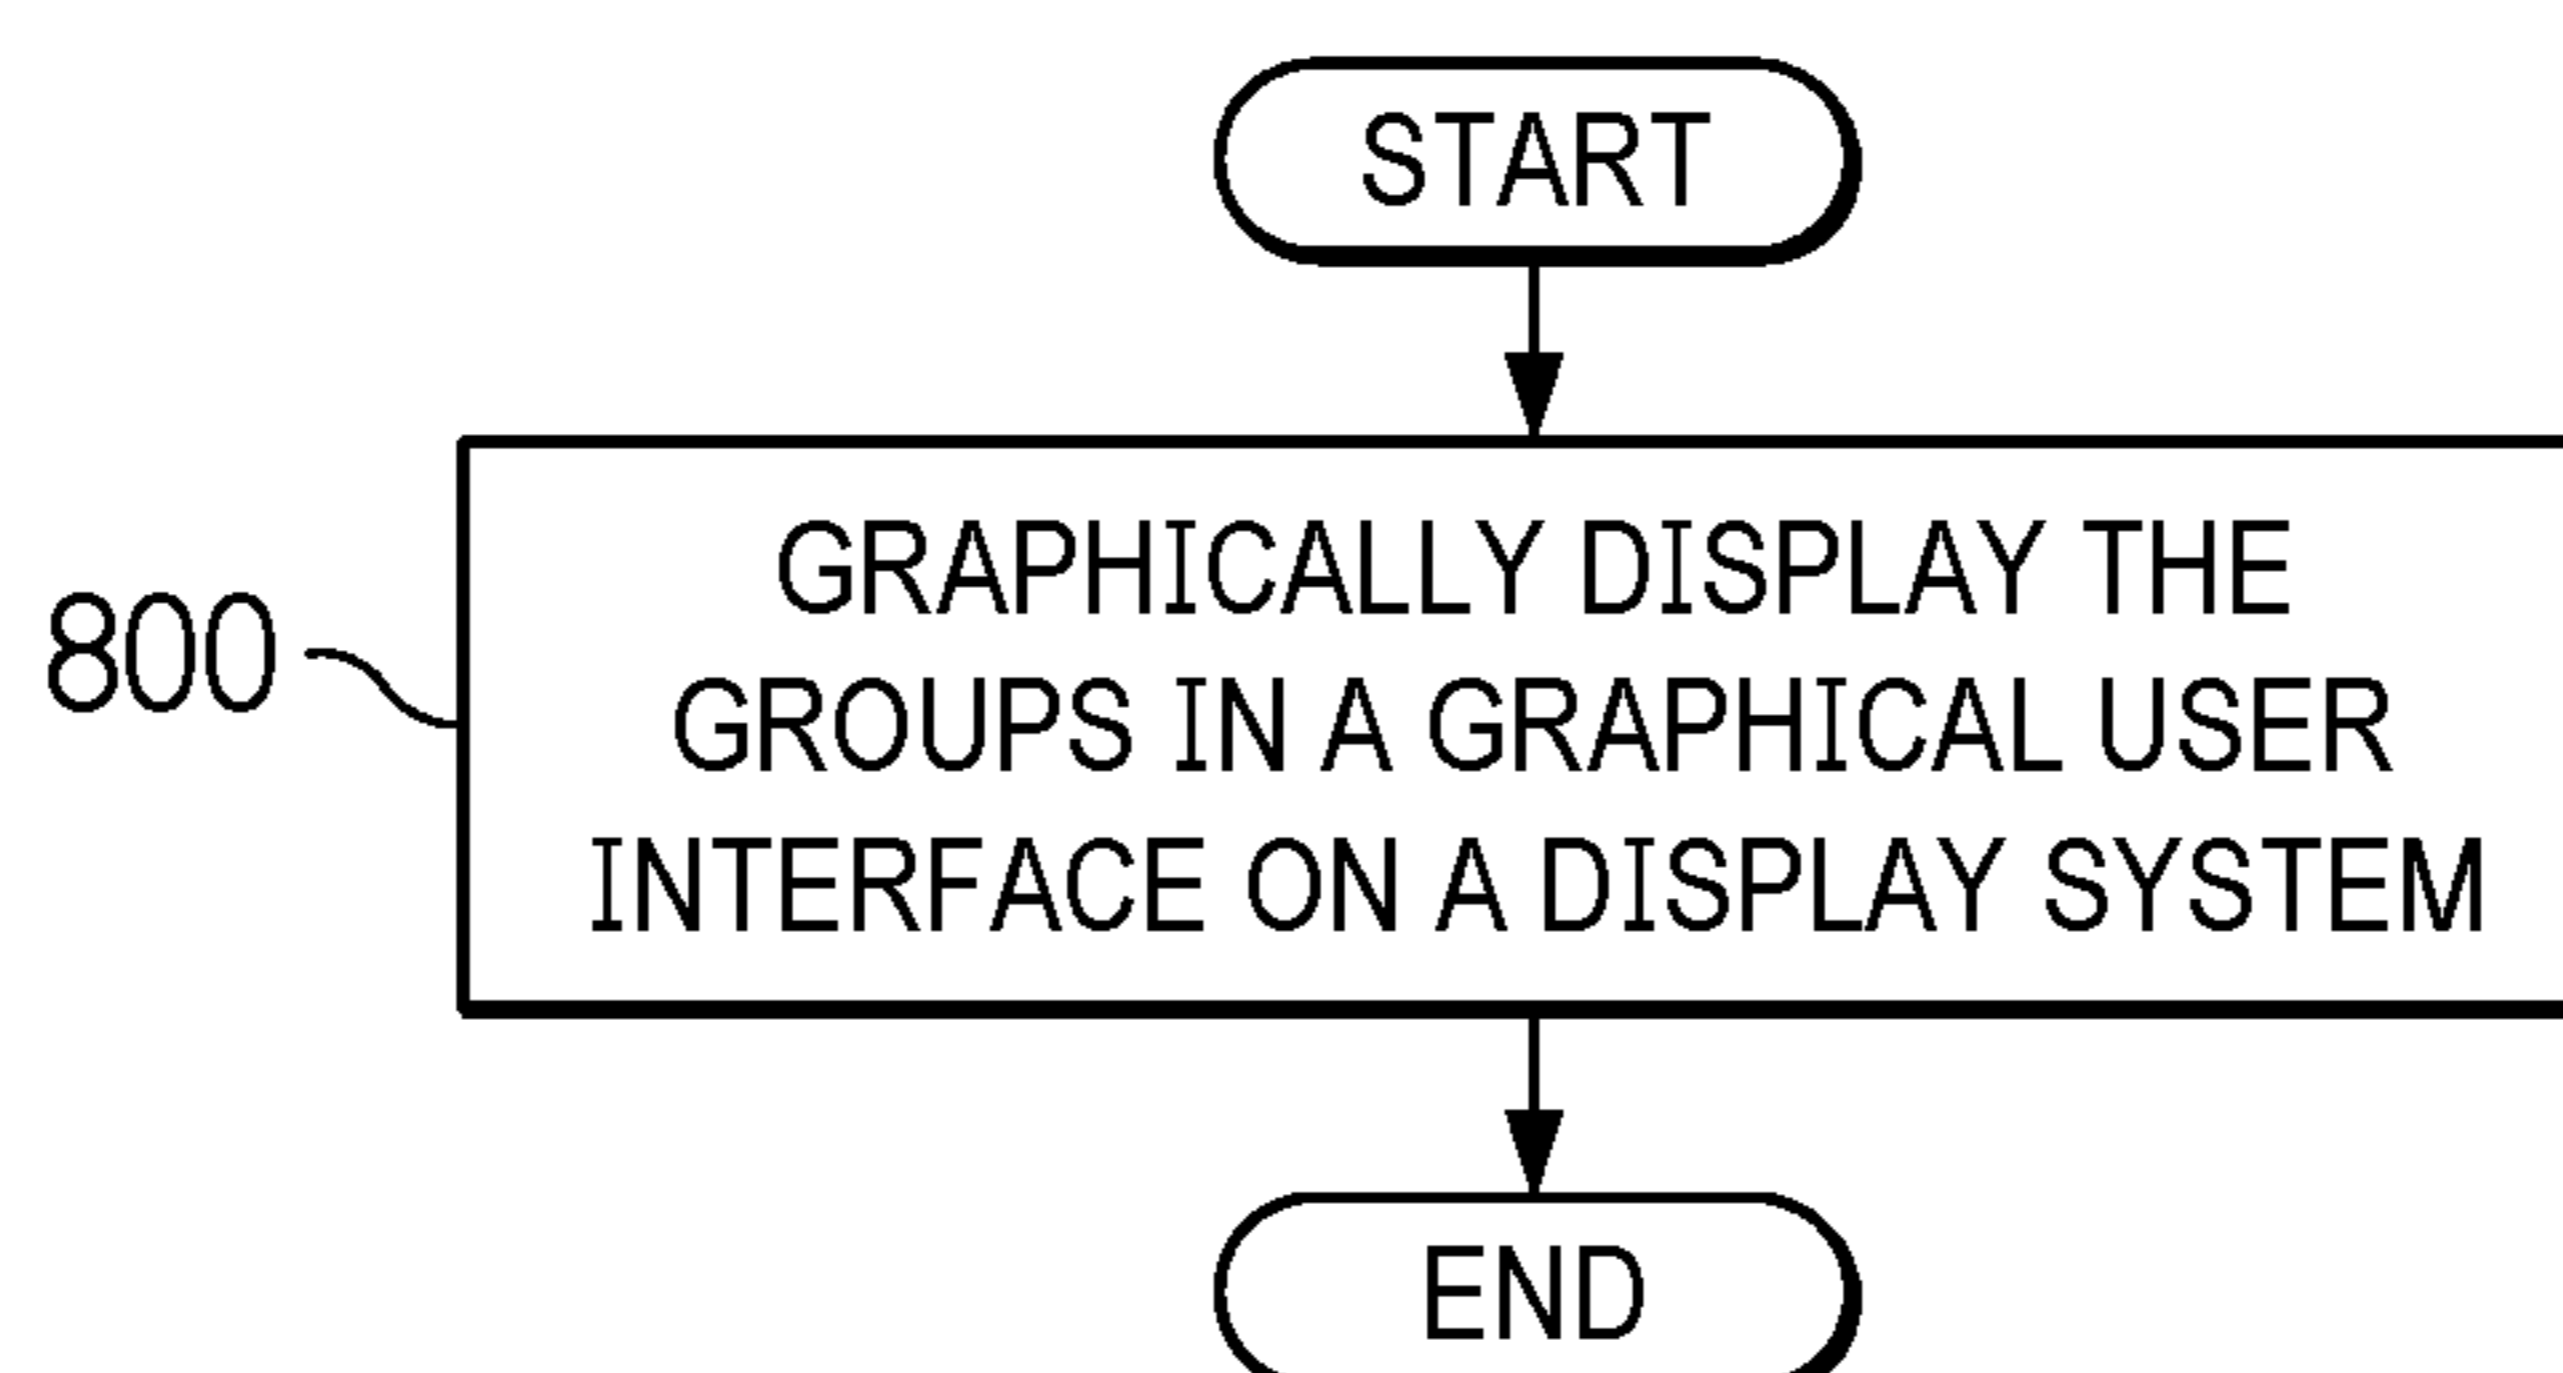 START
GRAPHICALLY DISPLAY THE
GROUPS IN A GRAPHICAL USER
INTERFACE ON A DISPLAY SYSTEM
800
END